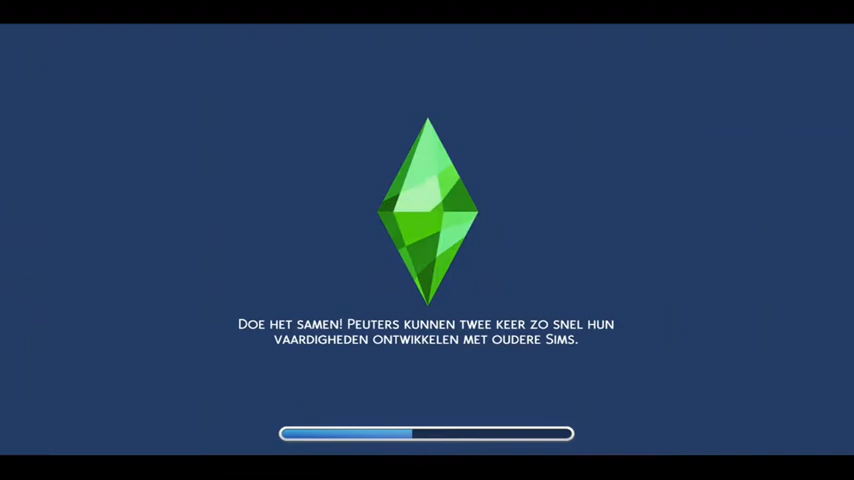 Doe het samen! Peuters kunnen twee keer zo snel hun
vaardigheden ontwikkelen met oudere Sims.